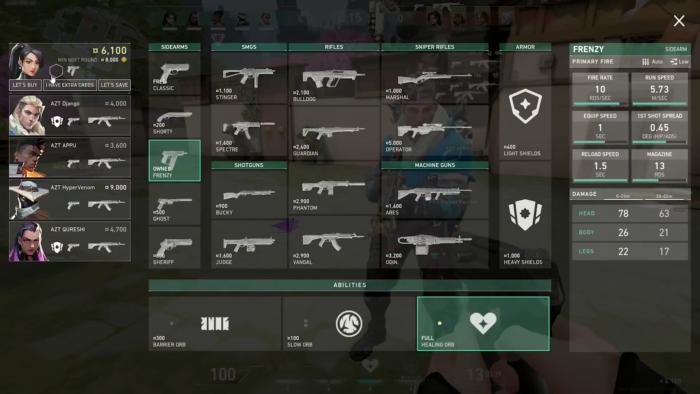 15
¤ 6,100
MIN NEXT ROUND: ¤ 8,000
LET'S BUY
I HAVE EXTRA CREDS
LET'S SAVE
AZT Django
¤ 4,000
AZT APPU
¤ 3,600
AZT HyperVenom
¤ 9,000
AZT QURESHI
¤ 4,700
SIDEARMS
SMGS
RIFLES
SNIPER RIFLES
ARMOR
FREE
CLASSIC
¤1,100
STINGER
¤2,100
BULLDOG
¤1,000
MARSHAL
¤200
SHORTY
¤1,600
SPECTRE
¤2,400
GUARDIAN
¤5,000
OPERATOR
¤400
LIGHT SHIELDS
OWNED
FRENZY
SHOTGUNS
MACHINE GUNS
¤900
BUCKY
¤2,900
PHANTOM
¤1,600
ARES
¤500
GHOST
SHERIFF
¤1,600
JUDGE
¤2,900
VANDAL
¤3,200
ODIN
¤1,000
HEAVY SHIELDS
ABILITIES
¤300
BARRIER ORB
¤100
SLOW ORB
FULL
HEALING ORB
FRENZY
SIDEARM
PRIMARY FIRE
Auto
Low
FIRE RATE
10
RDS/SEC
RUN SPEED
5.73
M/SEC
EQUIP SPEED
1
SEC
1ST SHOT SPREAD
0.45
DEG (HIP/ADS)
RELOAD SPEED
1.5
SEC
MAGAZINE
13
RDS
DAMAGE
HEAD 78 63
BODY 26 21
LEGS 22 17
100
13